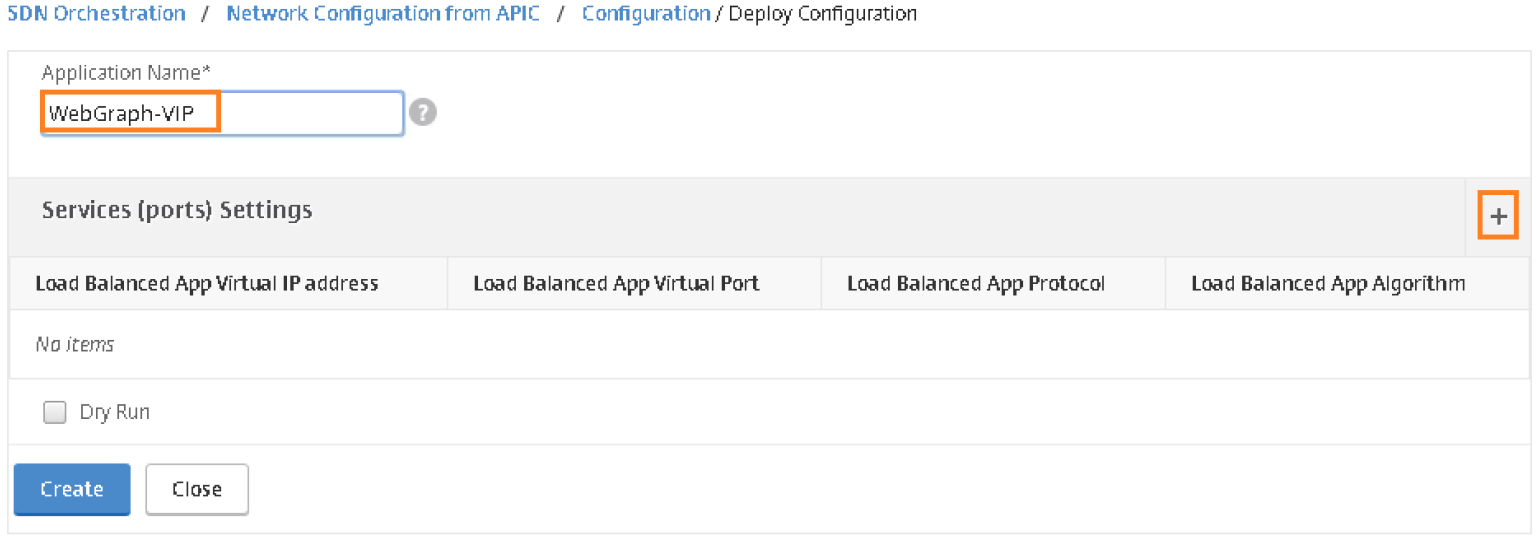 SDN Orchestration / Network Configuration from APIC / Configuration / Deploy Configuration
Application Name*
WebGraph-VIP ?
Services (ports) Settings +
Load Balanced App Virtual IP address Load Balanced App Virtual Port Load Balanced App Protocol Load Balanced App Algorithm
No items
Dry Run
Create Close